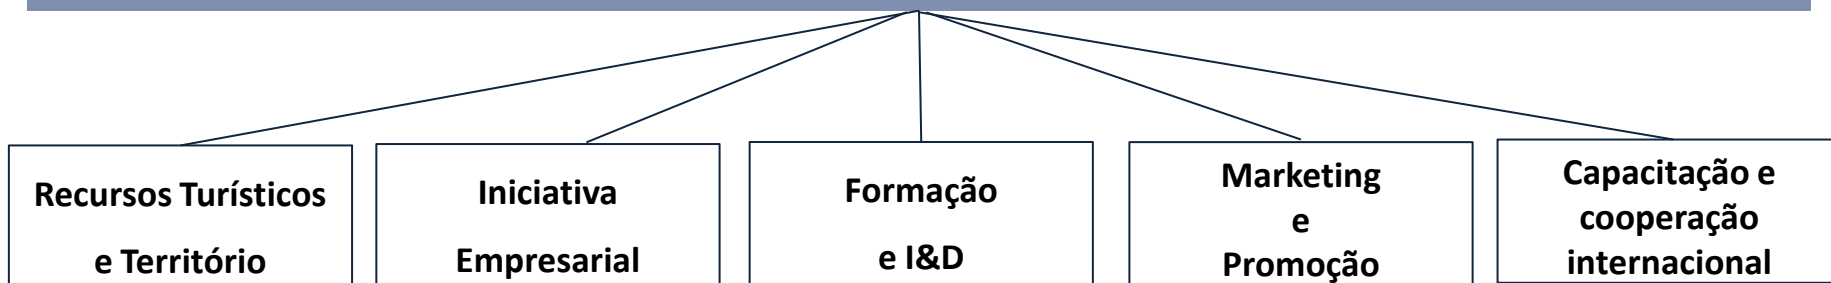 Recursos Turísticos
e Território
Iniciativa
Empresarial
Formação
e I&D
Marketing
e
Promoção
Capacitação e
cooperação
internacional